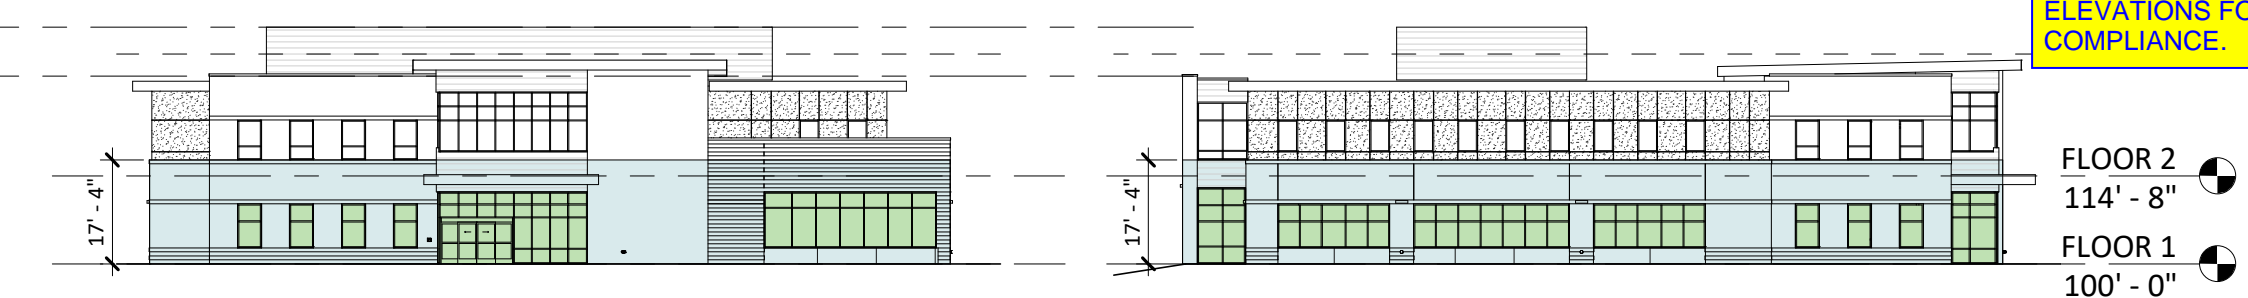 ELEVATIONS FO
COMPLIANCE.
17' - 4"
17' - 4"
FLOOR 2
114' - 8"
FLOOR 1
100' - 0"